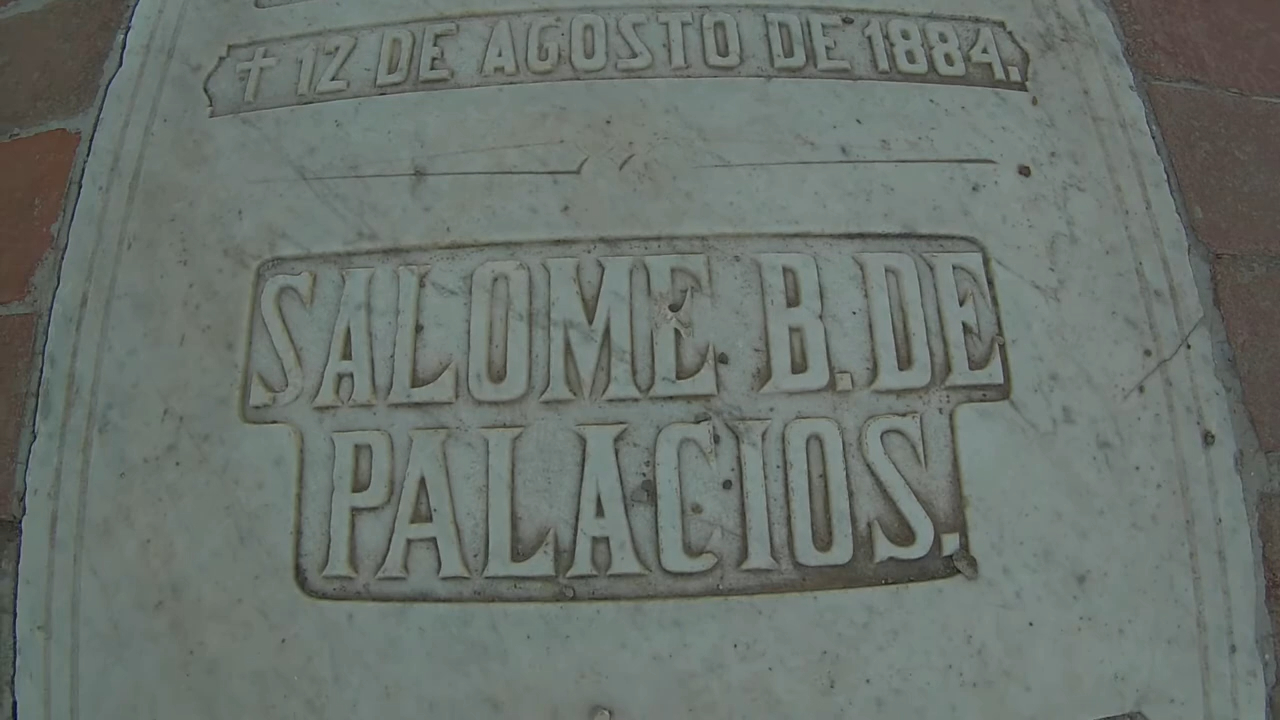 ✝ 12 DE AGOSTO DE 1884.
SALOME B. DE
PALACIOS.